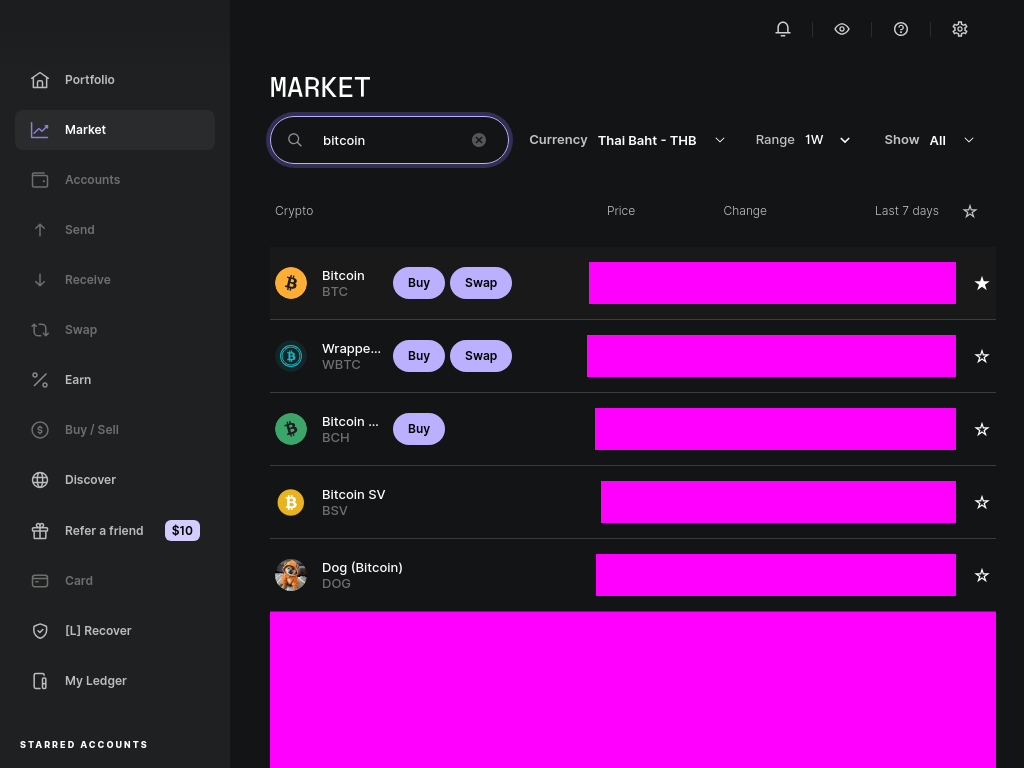 Portfolio
Market
Accounts
Send
Receive
Swap
Earn
Buy / Sell
Discover
Refer a friend $10
Card
[L] Recover
My Ledger
STARRED ACCOUNTS
MARKET
bitcoin
Currency Thai Baht - THB
Range 1W
Show All
Crypto Price Change Last 7 days
Bitcoin
BTC
Buy Swap
Wrappe...
WBTC
Buy Swap
Bitcoin ...
BCH
Buy
Bitcoin SV
BSV
Dog (Bitcoin)
DOG